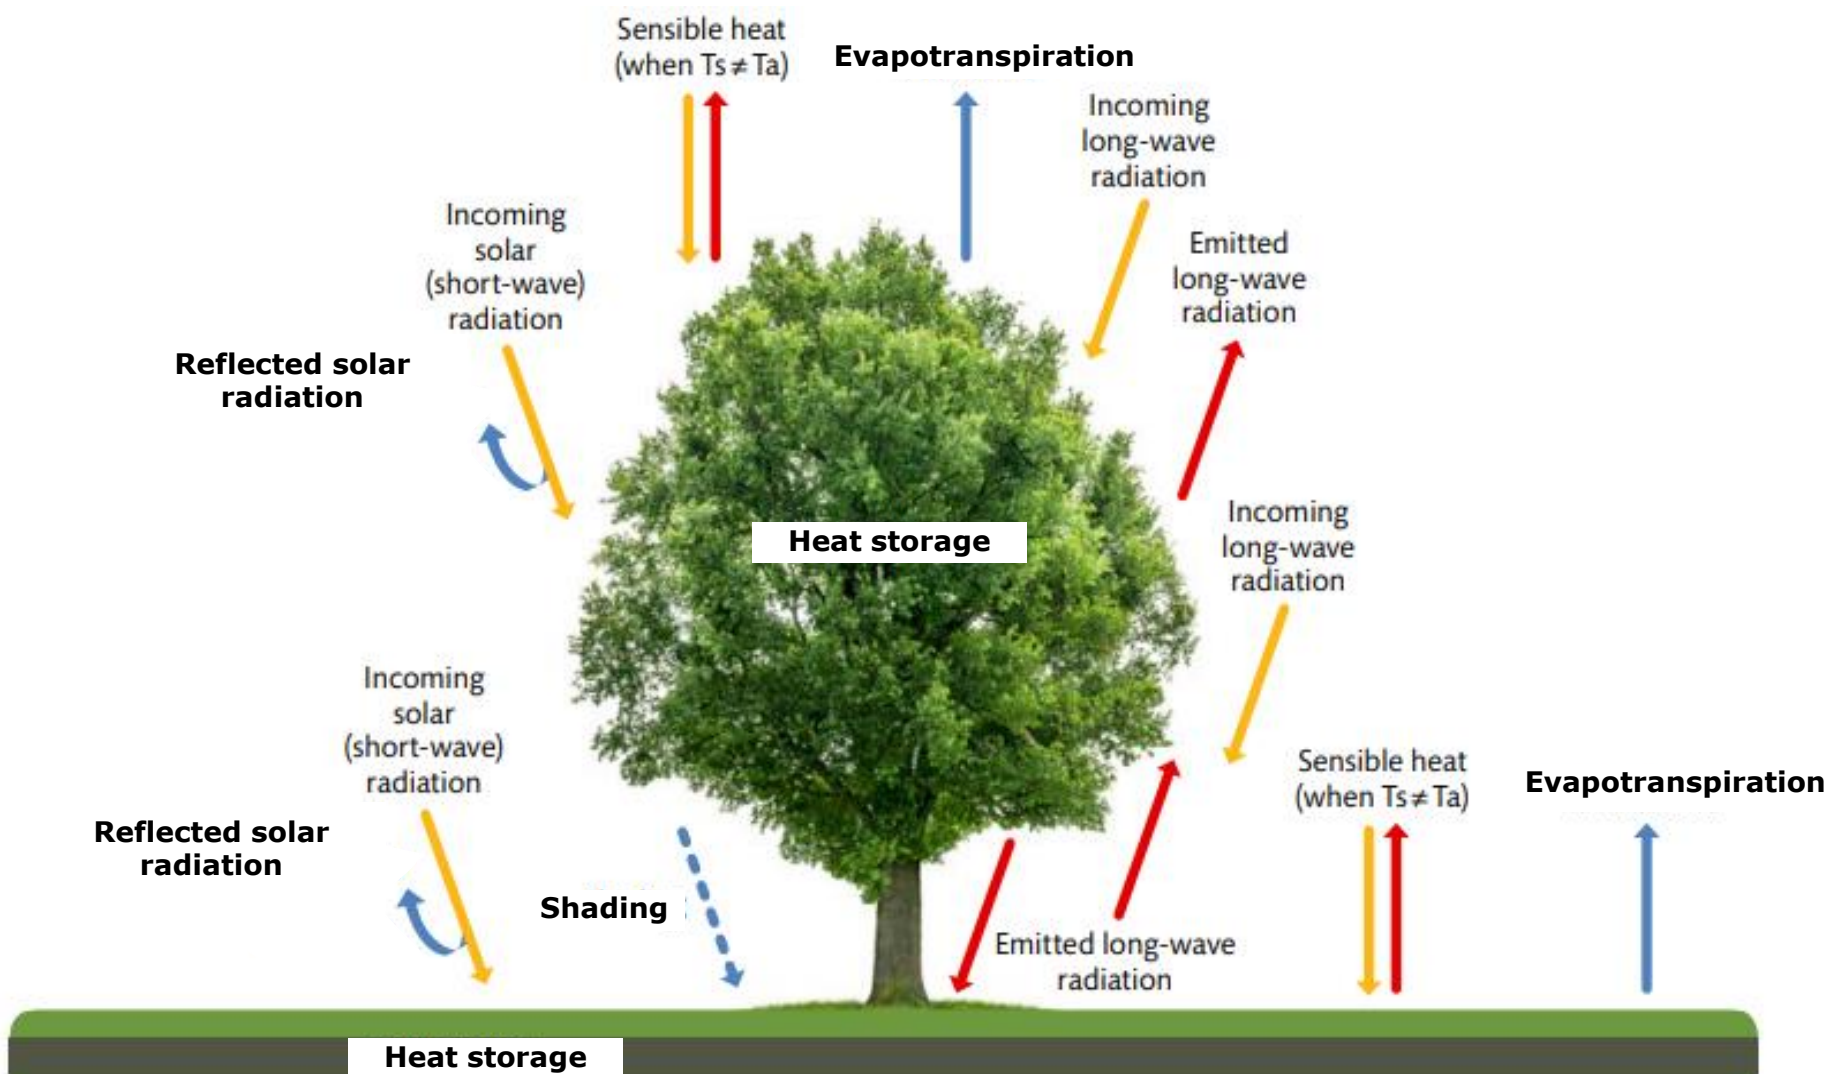 Sensible heat
(when Ts≠Ta)
Evapotranspiration
Incoming
long-wave
radiation
Incoming
solar
(short-wave)
radiation
Emitted
long-wave
radiation
Reflected solar
radiation
Heat storage
Incoming
long-wave
radiation
Incoming
solar
(short-wave)
radiation
Sensible heat
(when Ts≠Ta)
Evapotranspiration
Reflected solar
radiation
Shading
Emitted long-wave
radiation
Heat storage